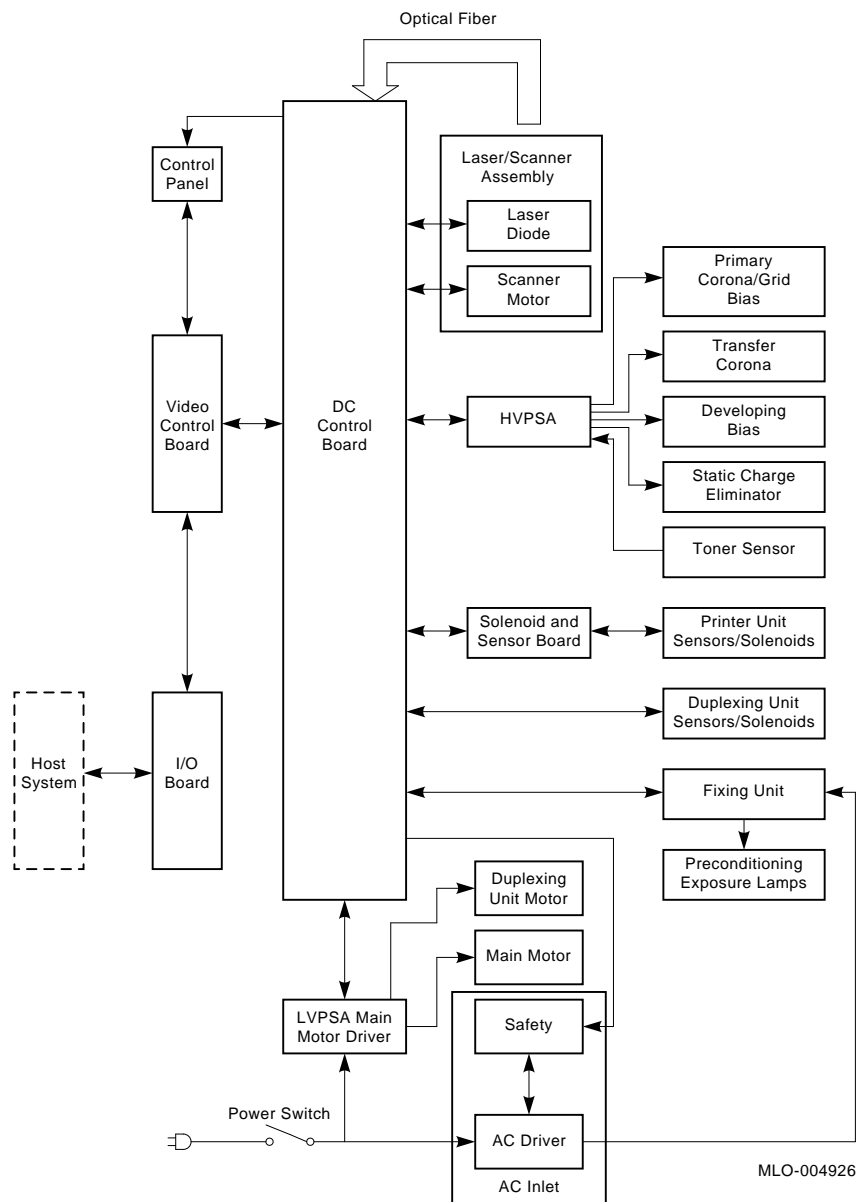 Optical Fiber
Control
Panel
Laser/Scanner
Assembly
Laser
Diode
Scanner
Motor
Primary
Corona/Grid
Bias
Transfer
Corona
Video
Control
Board
DC
Control
Board
HVPSA
Developing
Bias
Static Charge
Eliminator
Toner Sensor
Solenoid and
Sensor Board
Printer Unit
Sensors/Solenoids
Duplexing Unit
Sensors/Solenoids
Host
System
I/O
Board
Fixing Unit
Preconditioning
Exposure Lamps
Duplexing
Unit Motor
Main Motor
LVPSA Main
Motor Driver
Safety
Power Switch
AC Driver
AC Inlet
MLO-004926